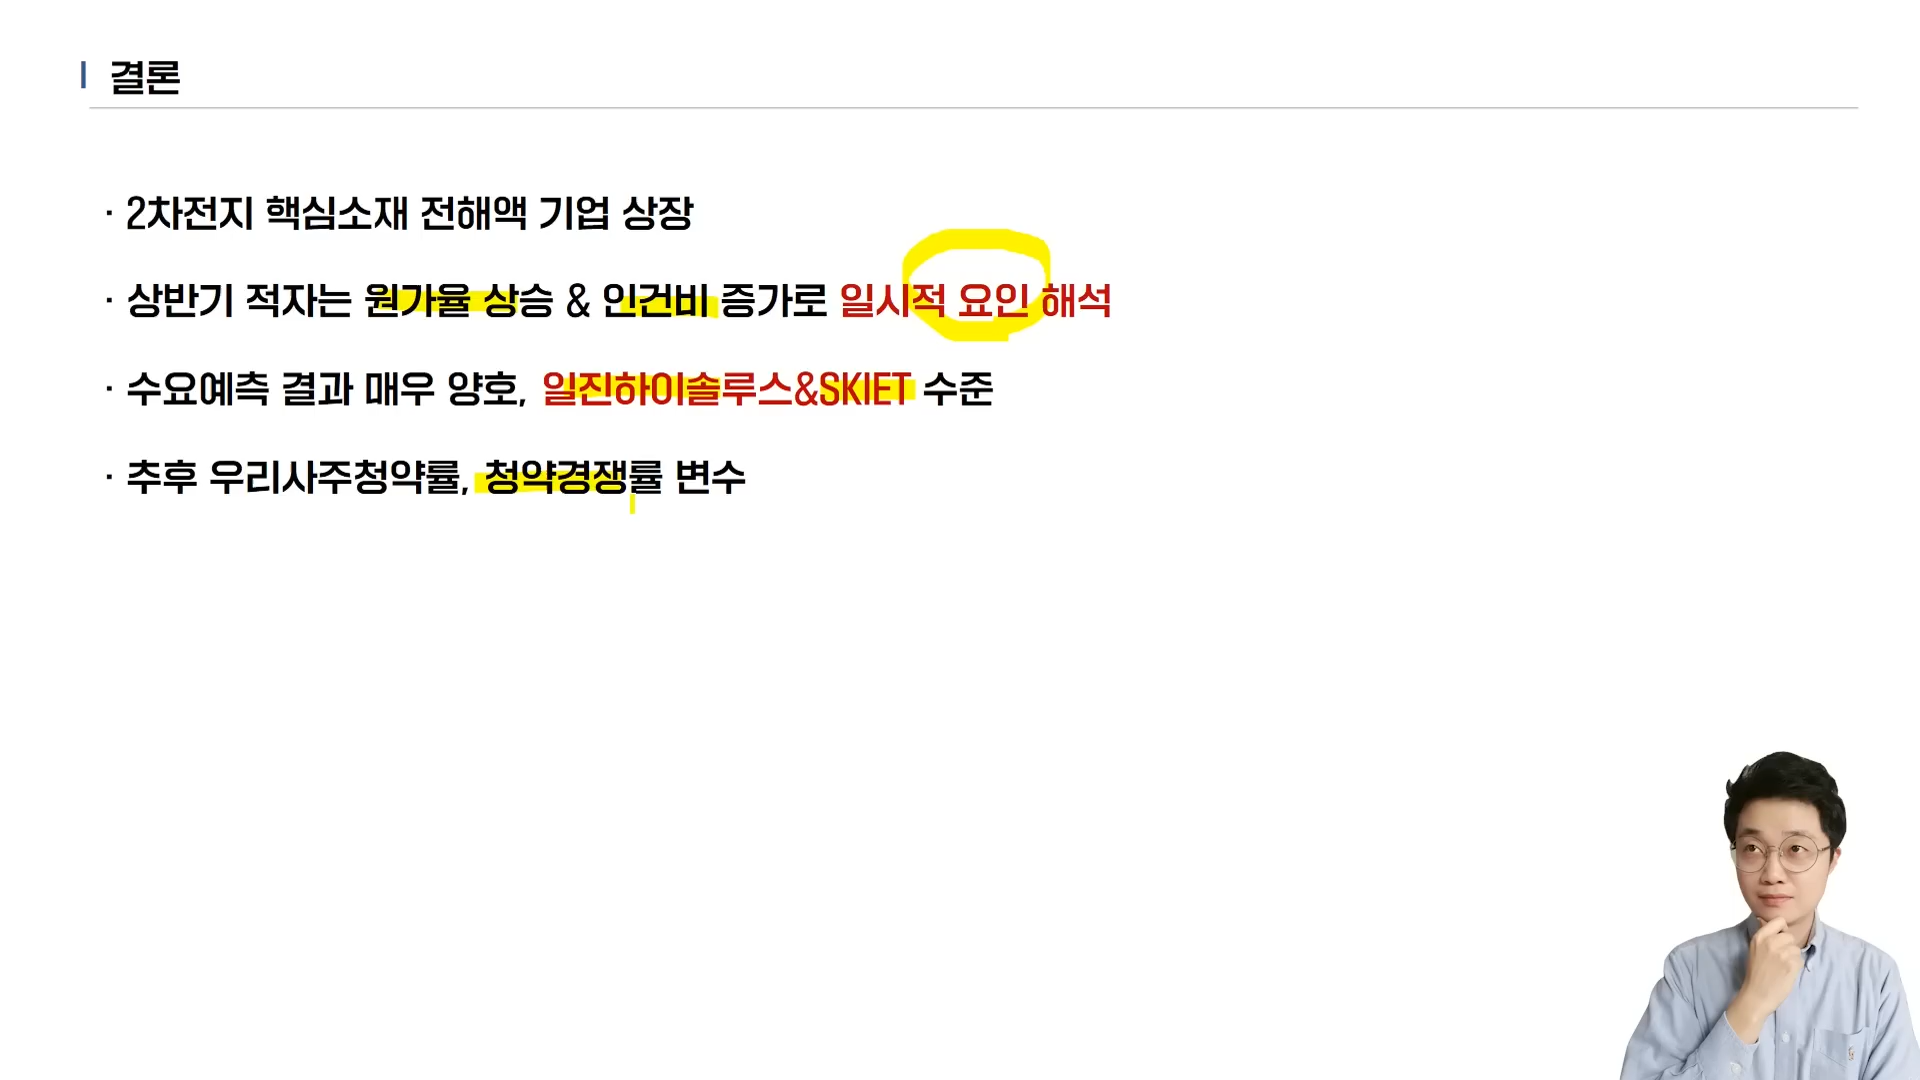 결론
· 2차전지 핵심소재 전해액 기업 상장
· 상반기 적자는 원가율 상승 & 인건비 증가로 일시적 요인 해석
· 수요예측 결과 매우 양호, 일진하이솔루스&SKIET 수준
· 추후 우리사주청약률, 청약경쟁률 변수